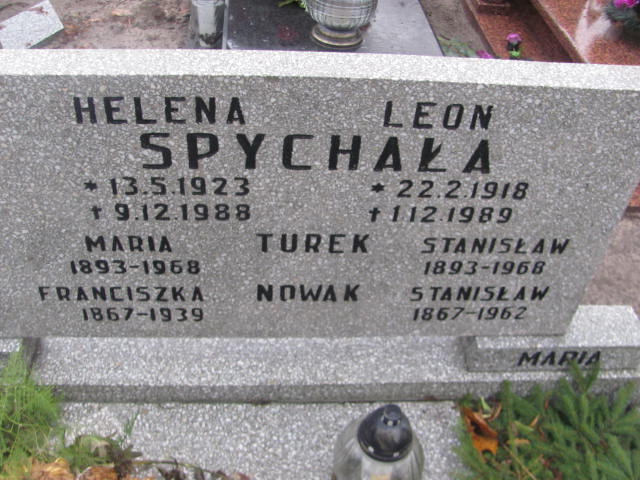 HELENA LEON
SPYCHAŁA
* 13.5.1923 * 22.2.1918
† 9.12.1988 † 1.12.1989
MARIA TUREK STANISŁAW
1893-1968 1893-1968
FRANCISZKA NOWAK STANISŁAW
1867-1939 1867-1962
MARIA